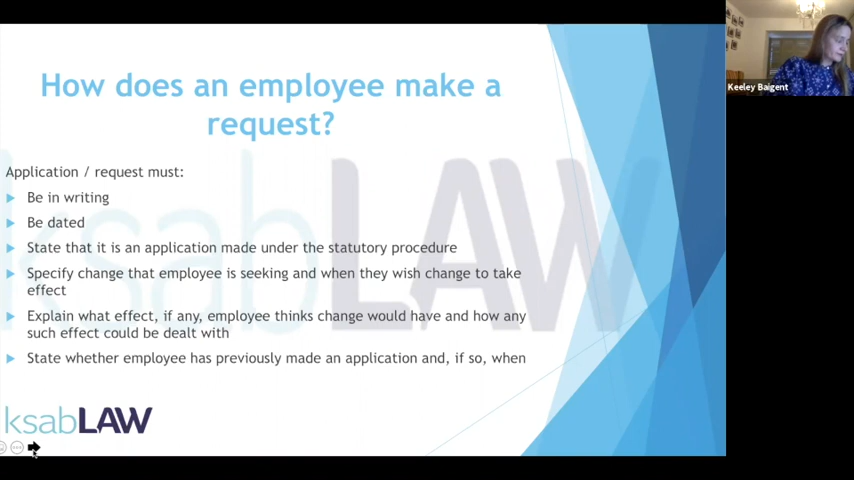 How does an employee make a
request?
Application / request must:
Be in writing
Be dated
State that it is an application made under the statutory procedure
Specify change that employee is seeking and when they wish change to take
effect
Explain what effect, if any, employee thinks change would have and how any
such effect could be dealt with
State whether employee has previously made an application and, if so, when
ksabLAW
ksabLAW
Keeley Baigent